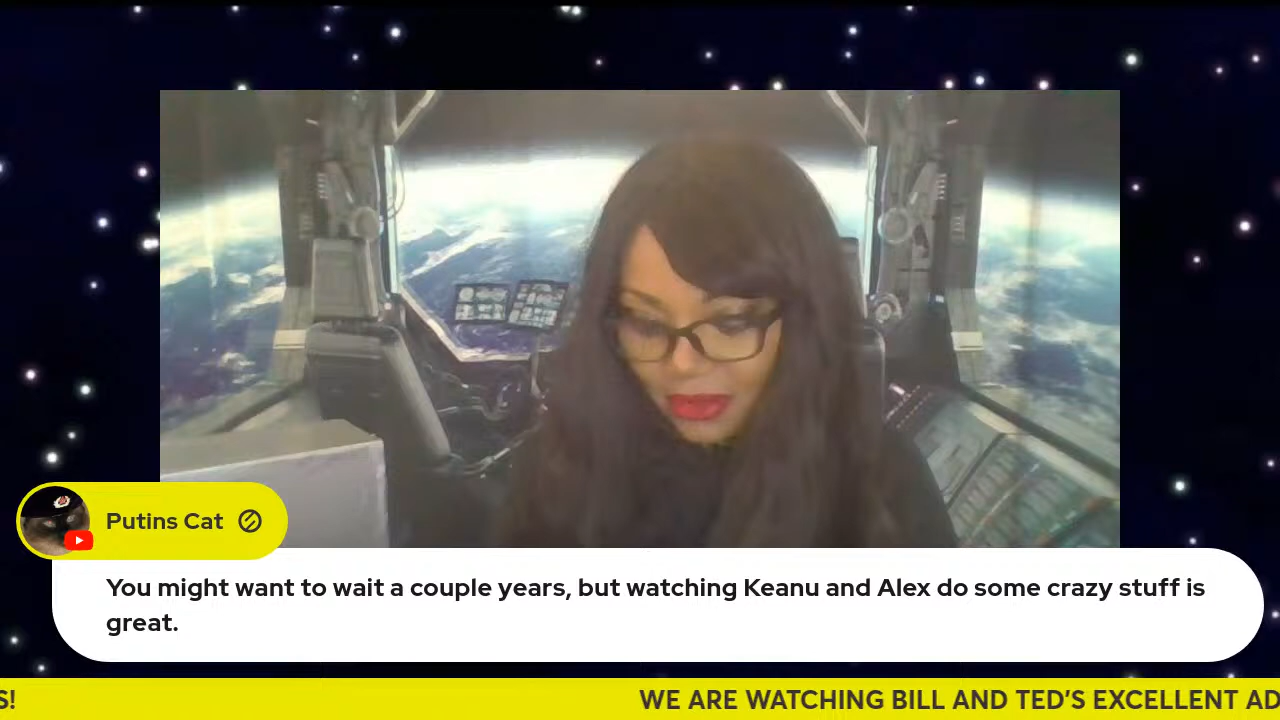 Putins Cat
You might want to wait a couple years, but watching Keanu and Alex do some crazy stuff is
great.
S! WE ARE WATCHING BILL AND TED'S EXCELLENT AD